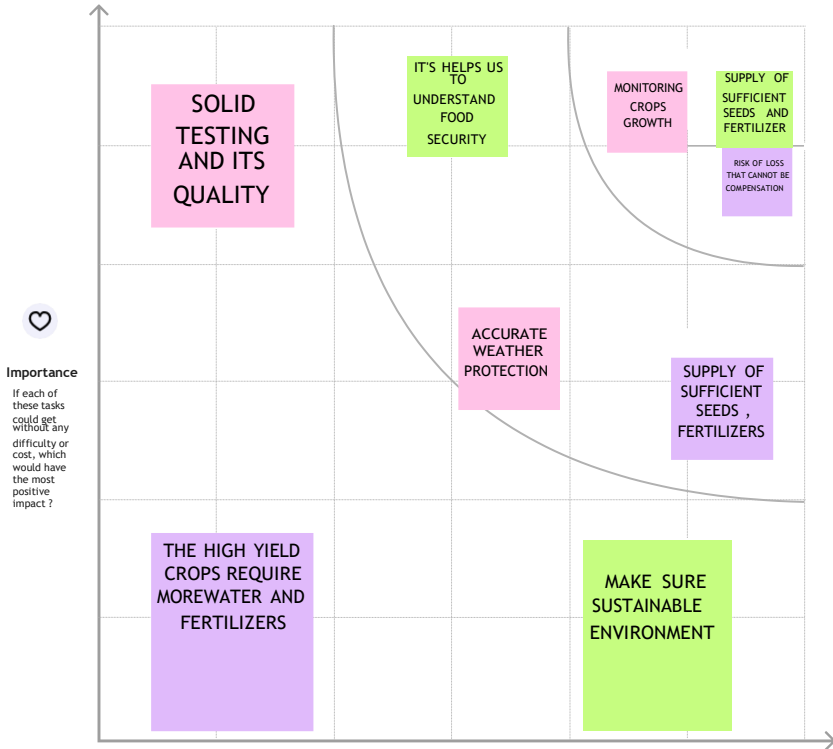 SOLID
TESTING
AND ITS
QUALITY
IT'S HELPS US
TO
UNDERSTAND
FOOD
SECURITY
MONITORING
CROPS
GROWTH
SUPPLY OF
SUFFICIENT
SEEDS AND
FERTILIZER
RISK OF LOSS
THAT CANNOT BE
COMPENSATION
Importance
If each of
these tasks
could get
without any
difficulty or
cost, which
would have
the most
positive
impact ?
ACCURATE
WEATHER
PROTECTION
SUPPLY OF
SUFFICIENT
SEEDS ,
FERTILIZERS
THE HIGH YIELD
CROPS REQUIRE
MOREWATER AND
FERTILIZERS
MAKE SURE
SUSTAINABLE
ENVIRONMENT